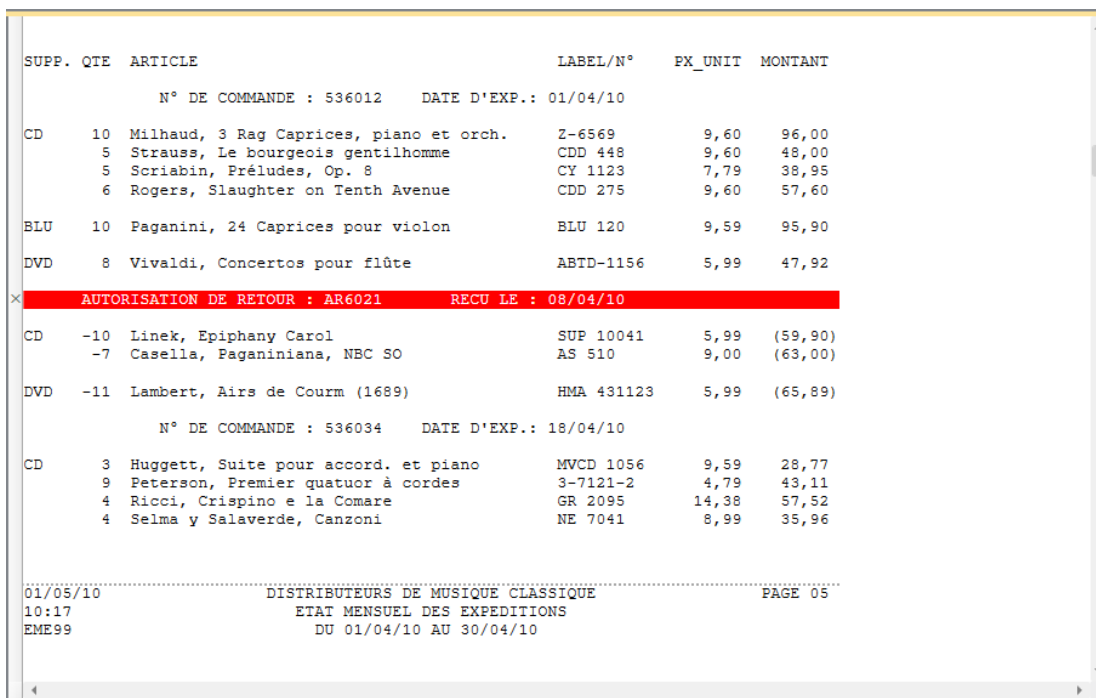 SUPP. QTE ARTICLE LABEL/N° PX_UNIT MONTANT
N° DE COMMANDE : 536012 DATE D'EXP.: 01/04/10
CD 10 Milhaud, 3 Rag Caprices, piano et orch. Z-6569 9,60 96,00
5 Strauss, Le bourgeois gentilhomme CDD 448 9,60 48,00
5 Scriabin, Préludes, Op. 8 CY 1123 7,79 38,95
6 Rogers, Slaughter on Tenth Avenue CDD 275 9,60 57,60
BLU 10 Paganini, 24 Caprices pour violon BLU 120 9,59 95,90
DVD 8 Vivaldi, Concertos pour flûte ABTD-1156 5,99 47,92
AUTORISATION DE RETOUR : AR6021 RECU LE : 08/04/10
CD -10 Linek, Epiphany Carol SUP 10041 5,99 (59,90)
-7 Casella, Paganiniana, NBC SO AS 510 9,00 (63,00)
DVD -11 Lambert, Airs de Courm (1689) HMA 431123 5,99 (65,89)
N° DE COMMANDE : 536034 DATE D'EXP.: 18/04/10
CD 3 Huggett, Suite pour accord. et piano MVCD 1056 9,59 28,77
9 Peterson, Premier quatuor à cordes 3-7121-2 4,79 43,11
4 Ricci, Crispino e la Comare GR 2095 14,38 57,52
4 Selma y Salaverde, Canzoni NE 7041 8,99 35,96
01/05/10 DISTRIBUTEURS DE MUSIQUE CLASSIQUE PAGE 05
10:17 ETAT MENSUEL DES EXPEDITIONS
EME99 DU 01/04/10 AU 30/04/10